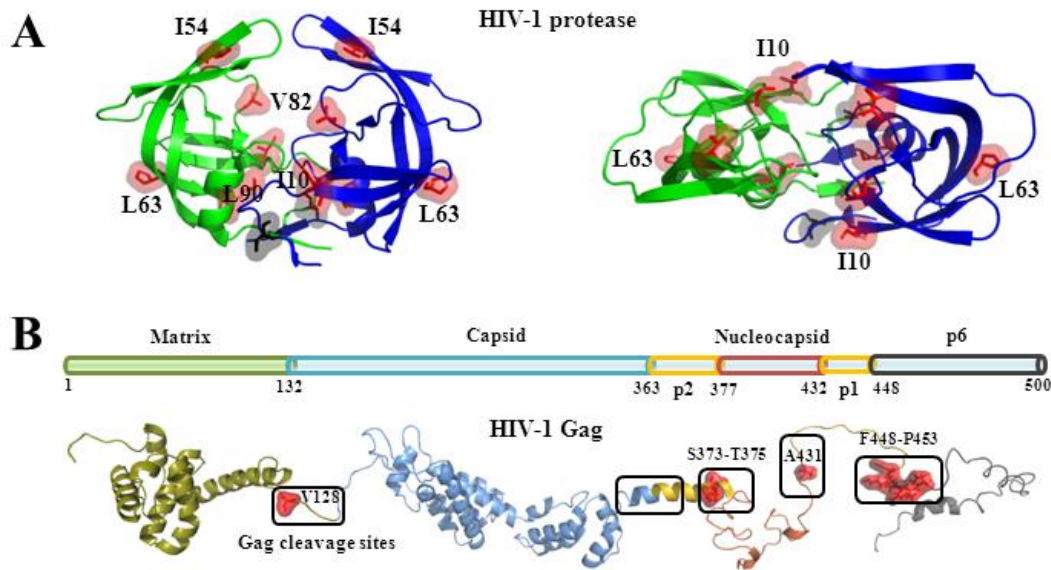 A
HIV-1 protease
I54
I54
V82
L63
L90
I10
L63
I10
L63
L63
I10
B
Matrix
Capsid
Nucleocapsid
p6
1
132
363
p2
377
432
p1
448
500
HIV-1 Gag
V128
Gag cleavage sites
S373-T375
A431
F448-P453